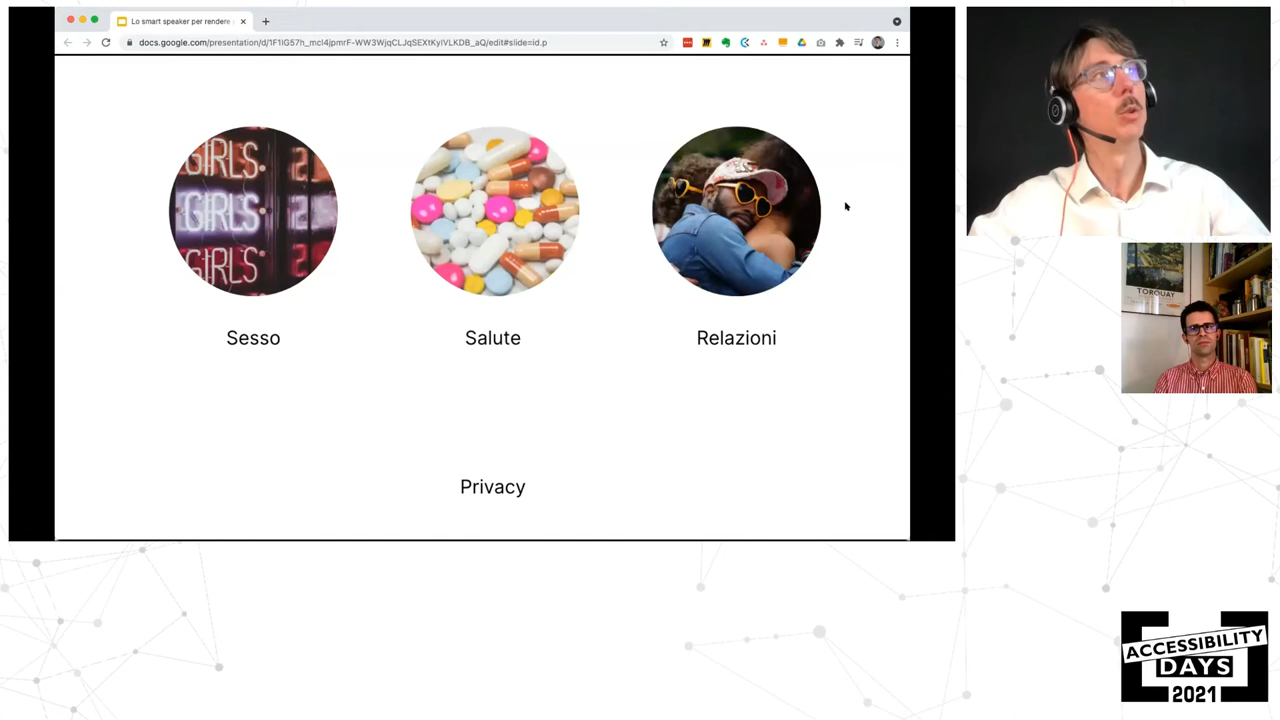 Lo smart speaker per rendere
docs.google.com/presentation/d/1F1IG57h_mcl4jpmrF-WW3WjqCLJqSEXtKyIVLKDB_aQ/edit#slide=id.p
GIRLS
GIRLS
GIRLS
Sesso
Salute
Relazioni
Privacy
TORQUAY
ACCESSIBILITY
DAYS
2021